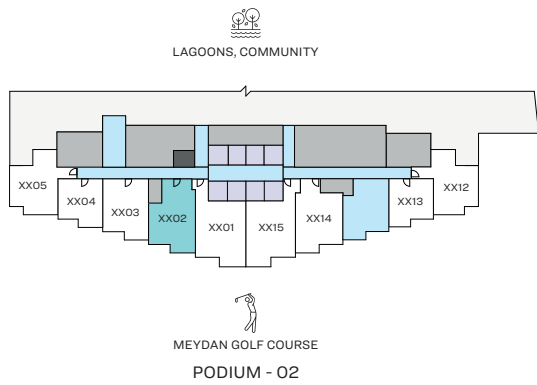 LAGOONS, COMMUNITY
XX05
XX04
XX03
XX02
XX01
XX15
XX14
XX13
XX12
MEYDAN GOLF COURSE
PODIUM - 02